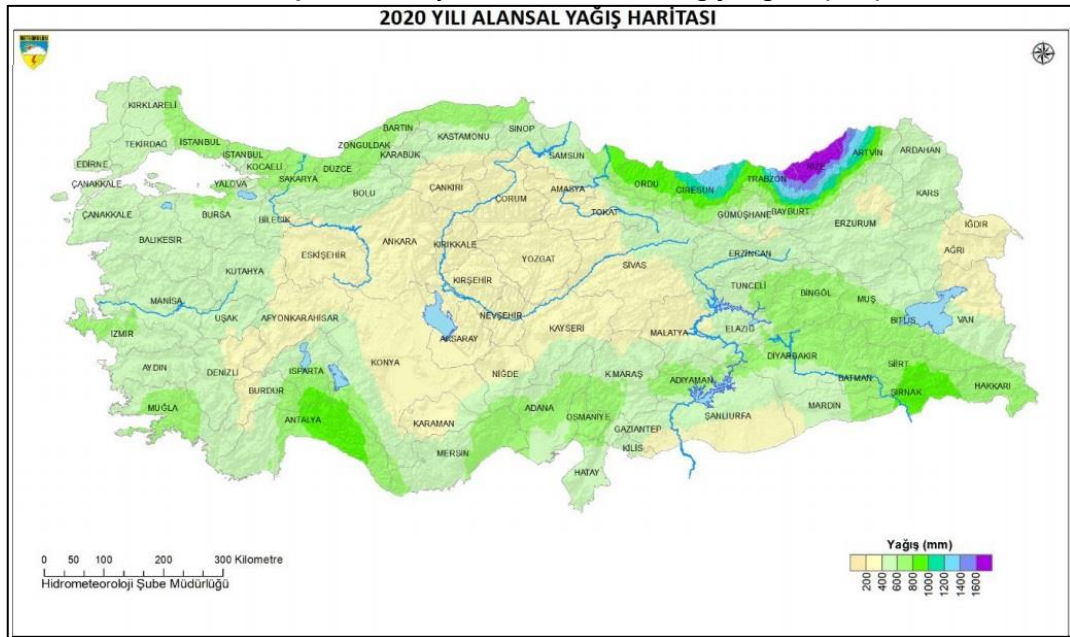 2020 YILI ALANSAL YAĞIŞ HARİTASI
METEOROLOJİ
KIRKLARELİ
TEKİRDAĞ
İSTANBUL
İSTANBUL
EDİRNE
KOCAELİ
ÇANAKKALE
YALOVA
SAKARYA
DÜZCE
ZONGULDAK
BARTIN
KARABÜK
KASTAMONU
SİNOP
SAMSUN
ORDU
GİRESUN
TRABZON
RİZE
ARTVİN
ARDAHAN
KARS
ÇANAKKALE
BURSA
BİLECİK
BOLU
ÇANKIRI
ÇORUM
AMASYA
TOKAT
GÜMÜŞHANE
BAYBURT
ERZURUM
IĞDIR
AĞRI
BALIKESİR
ESKİŞEHİR
ANKARA
KIRIKKALE
YOZGAT
SİVAS
ERZİNCAN
KUTAHYA
KIRŞEHİR
TUNCELİ
BİNGÖL
MUŞ
MANİSA
UŞAK
AFYONKARAHİSAR
NEVŞEHİR
KAYSERİ
MALATYA
ELAZIĞ
BİTLİS
VAN
İZMİR
AKSARAY
DİYARBAKIR
AYDIN
DENİZLİ
ISPARTA
KONYA
NİĞDE
K.MARAŞ
ADIYAMAN
BATMAN
SİİRT
ŞIRNAK
HAKKARİ
BURDUR
MUĞLA
ANTALYA
KARAMAN
ADANA
OSMANİYE
GAZİANTEP
ŞANLIURFA
MARDİN
MERSİN
KİLİS
HATAY
0 50 100 200 300 Kilometre
Hidrometeoroloji Şube Müdürlüğü
Yağış (mm)
200
400
600
800
1000
1200
1400
1600